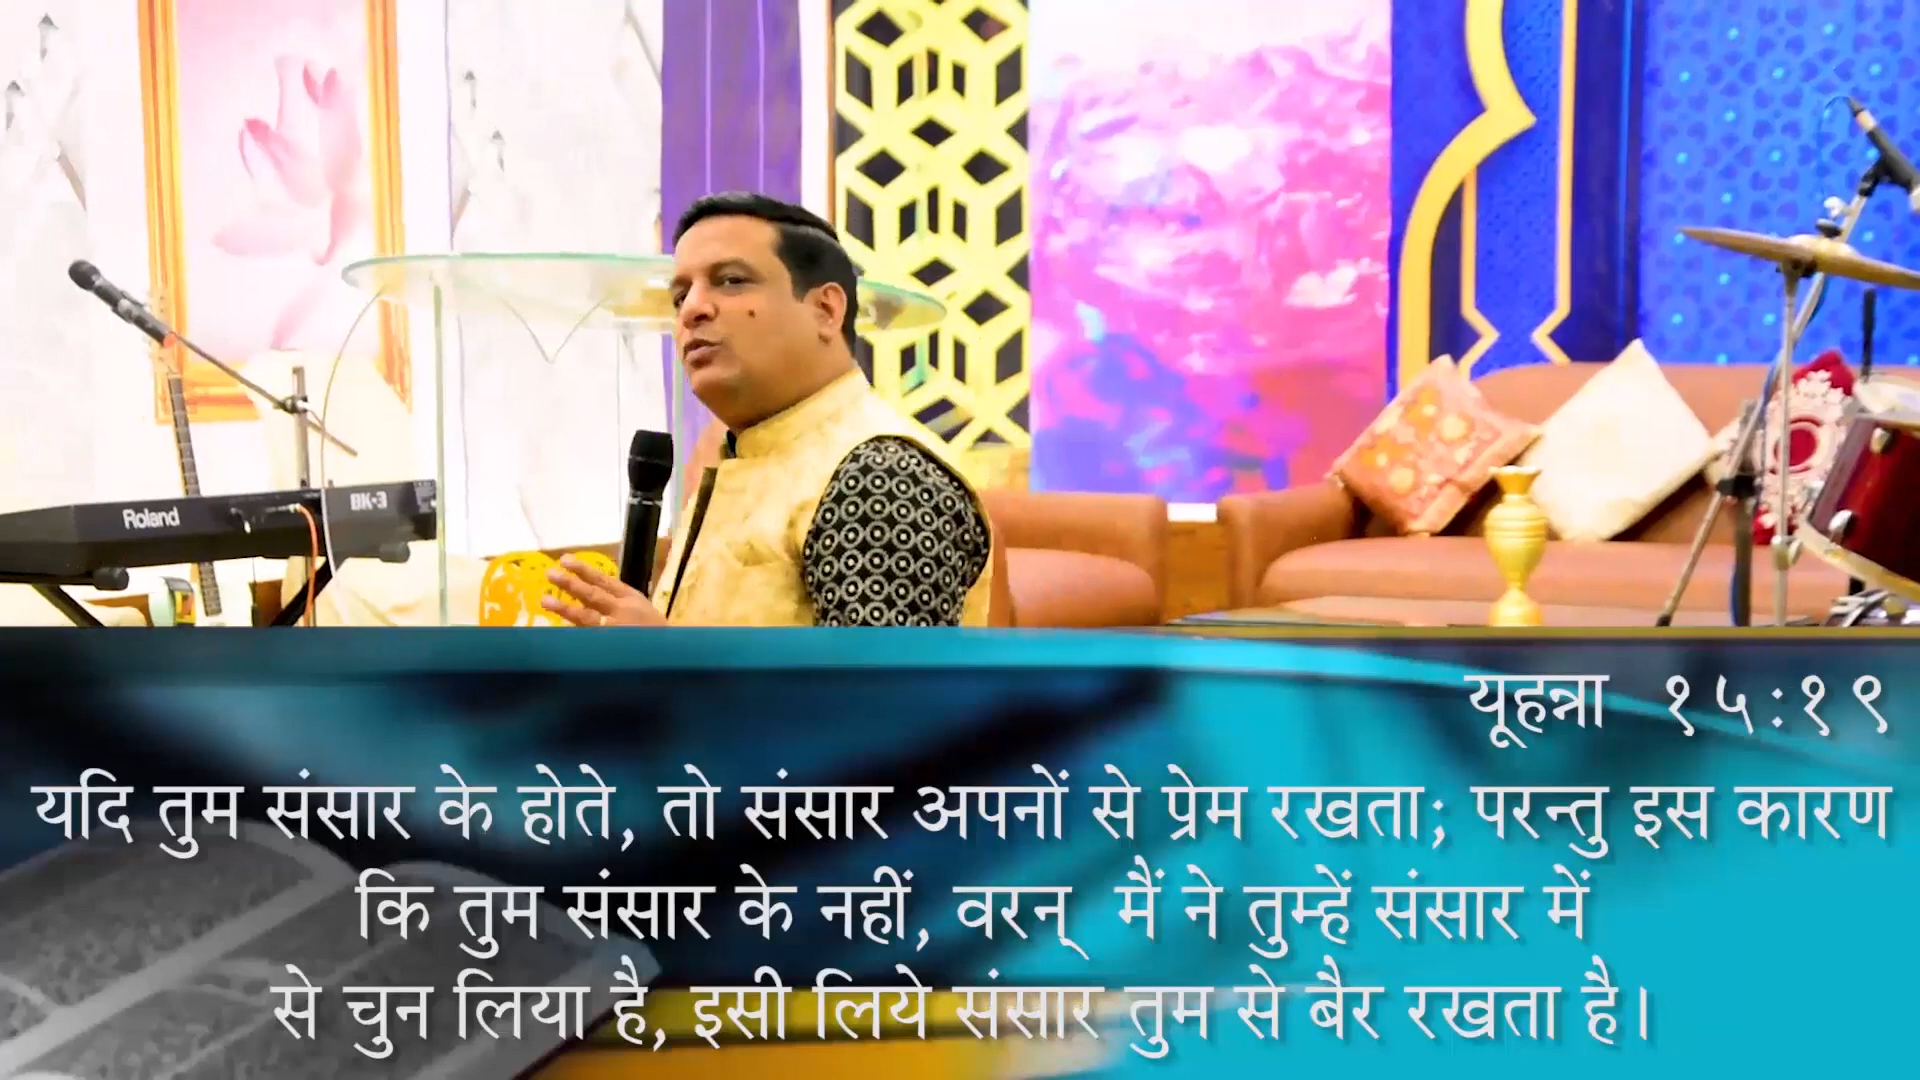 Roland BK-3
यूहन्ना १५:१९
यदि तुम संसार के होते, तो संसार अपनों से प्रेम रखता; परन्तु इस कारण
कि तुम संसार के नहीं, वरन् मैं ने तुम्हें संसार में
से चुन लिया है, इसी लिये संसार तुम से बैर रखता है।